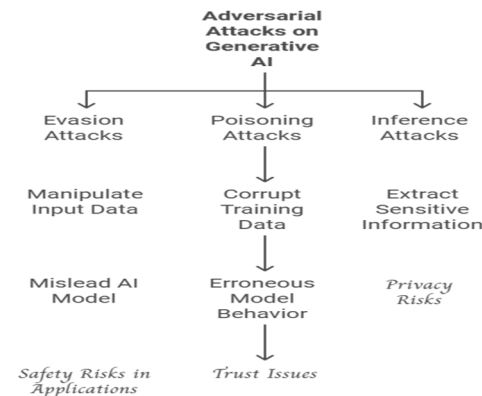 Adversarial
Attacks on
Generative
AI
Evasion
Attacks
Poisoning
Attacks
Inference
Attacks
Manipulate
Input Data
Corrupt
Training
Data
Extract
Sensitive
Information
Mislead AI
Model
Erroneous
Model
Behavior
Privacy
Risks
Safety Risks in
Applications
Trust Issues